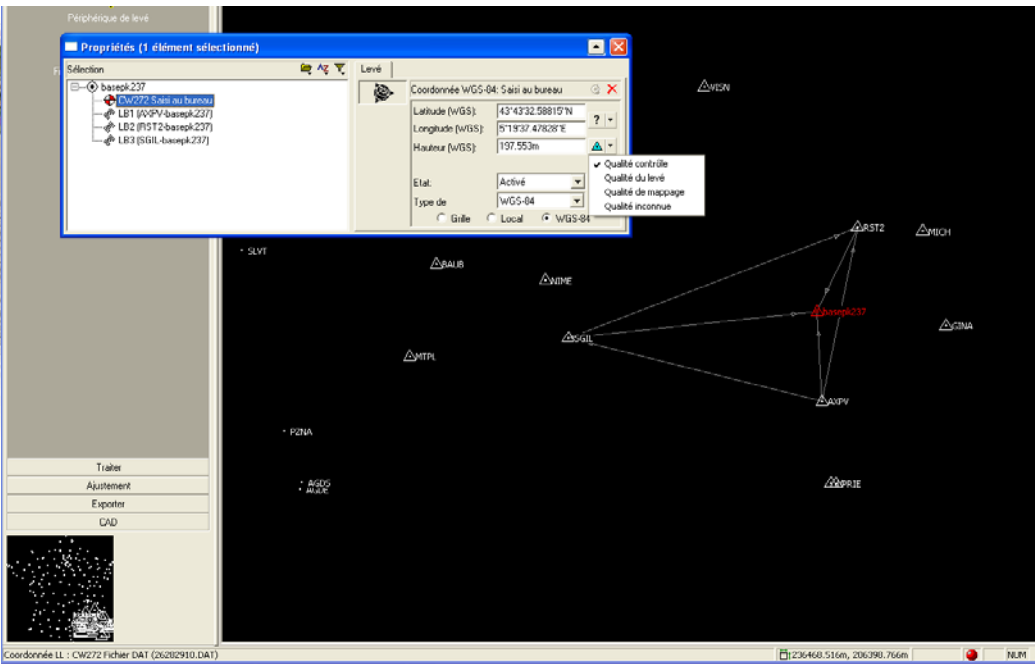 Périphérique de levé
Propriétés (1 élément sélectionné)
Sélection
basepk237
CW272 Saisi au bureau
LB1 (AXPV-basepk237)
LB2 (RST2-basepk237)
LB3 (SGIL-basepk237)
Levé
Coordonnée WGS-84: Saisi au bureau
Latitude (WGS): 43°43'32.58815"N
Longitude (WGS): 5°19'37.47828"E
?
Hauteur (WGS): 197.553m
Etat: Activé
Type de WGS-84
Grille Local WGS-84
Qualité contrôle
Qualité du levé
Qualité de mappage
Qualité inconnue
VISN
RST2
MICH
SLVT
BAUB
NIME
basepk237
GINA
SGIL
MTPL
AXPV
PZNA
AGDS
AGDE
PRIE
Traiter
Ajustement
Exporter
CAD
Coordonnée LL : CW272 Fichier DAT (26282910.DAT)
236468.516m, 206398.766m
NUM